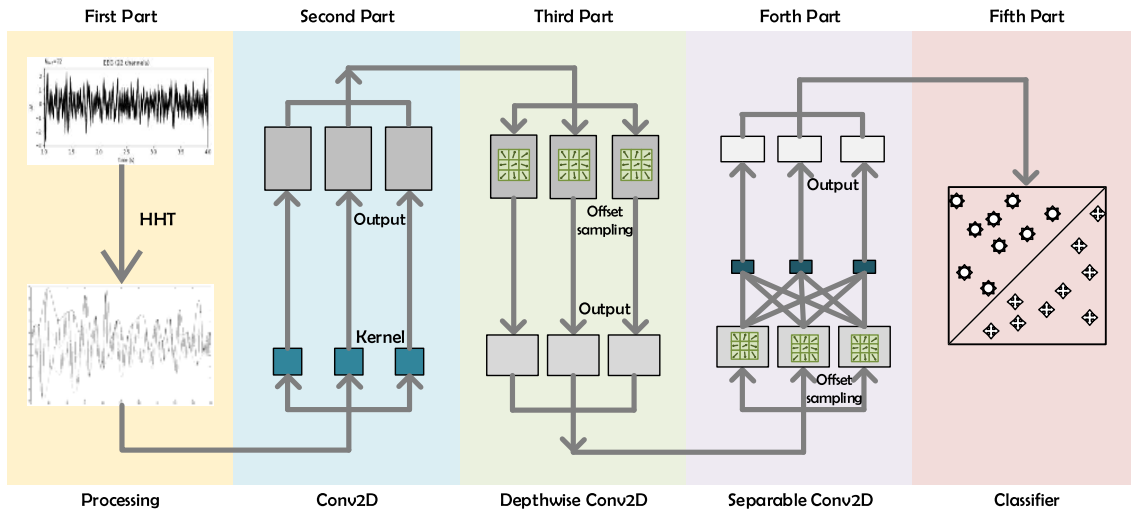 First Part
Second Part
Third Part
Forth Part
Fifth Part
EEG (22 channels)
Time (s)
HHT
Output
Kernel
Offset
sampling
Output
Output
Offset
sampling
Processing
Conv2D
Depthwise Conv2D
Separable Conv2D
Classifier